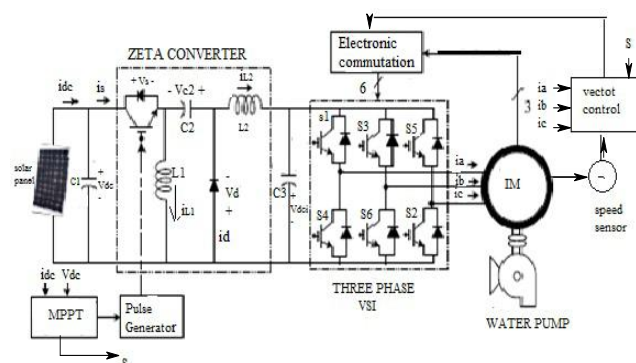 ZETA CONVERTER
Electronic
commutation
S
idc
is
+Vs-
- Vc2 +
C2
iL2
L2
6
3
ia
ib
ic
vectot
control
solar
panel
C1
+
Vdc
-
L1
iL1
-
Vd
+
id
C3
+
Vdci
-
s1
S3
S5
ia
ib
ic
IM
~
speed
sensor
S4
S6
S2
idc
Vdc
MPPT
Pulse
Generator
THREE PHASE
VSI
WATER PUMP